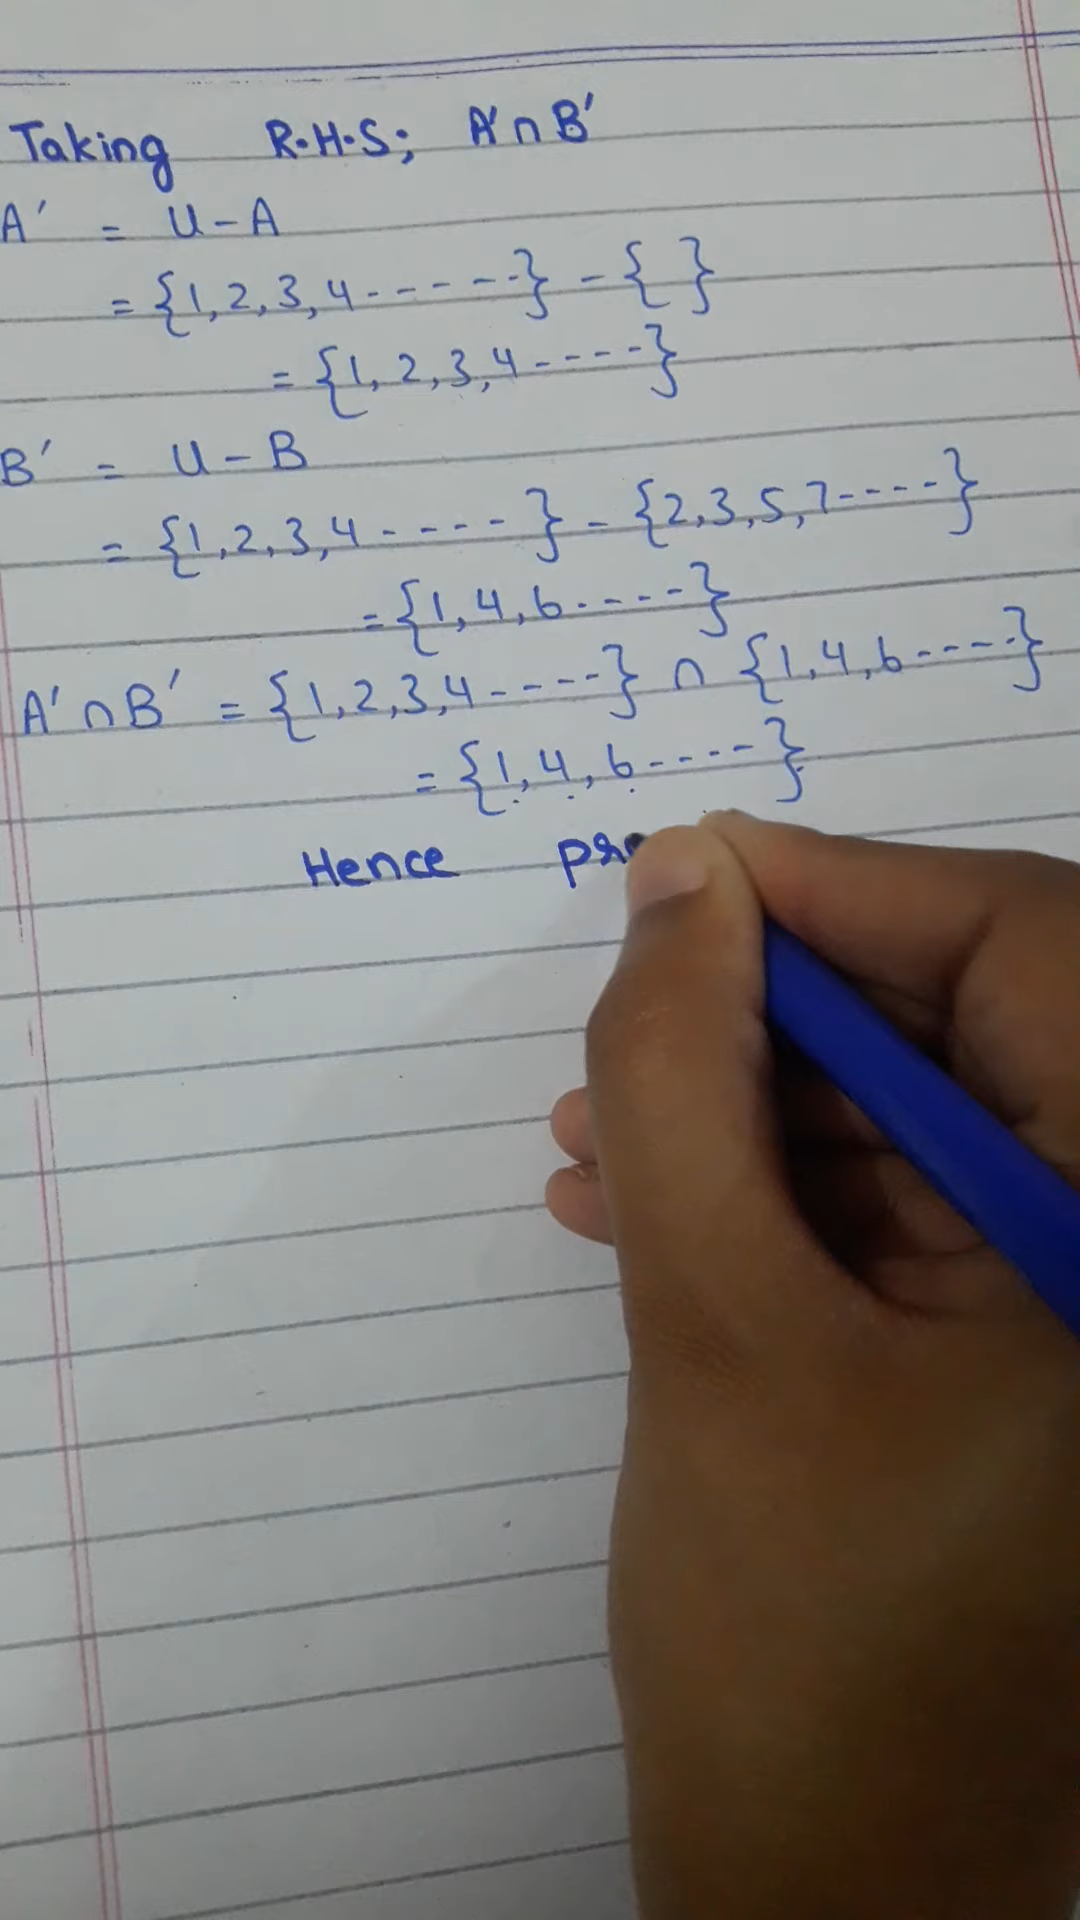 Taking R.H.S; A'∩B'
A' = U-A
= {1,2,3,4------} - { }
= {1,2,3,4-----}
B' = U-B
= {1,2,3,4-----} - {2,3,5,7-----}
= {1,4,6-----}
A'∩B' = {1,2,3,4-----} ∩ {1,4,6-----}
= {1,4,6-----}
Hence pro